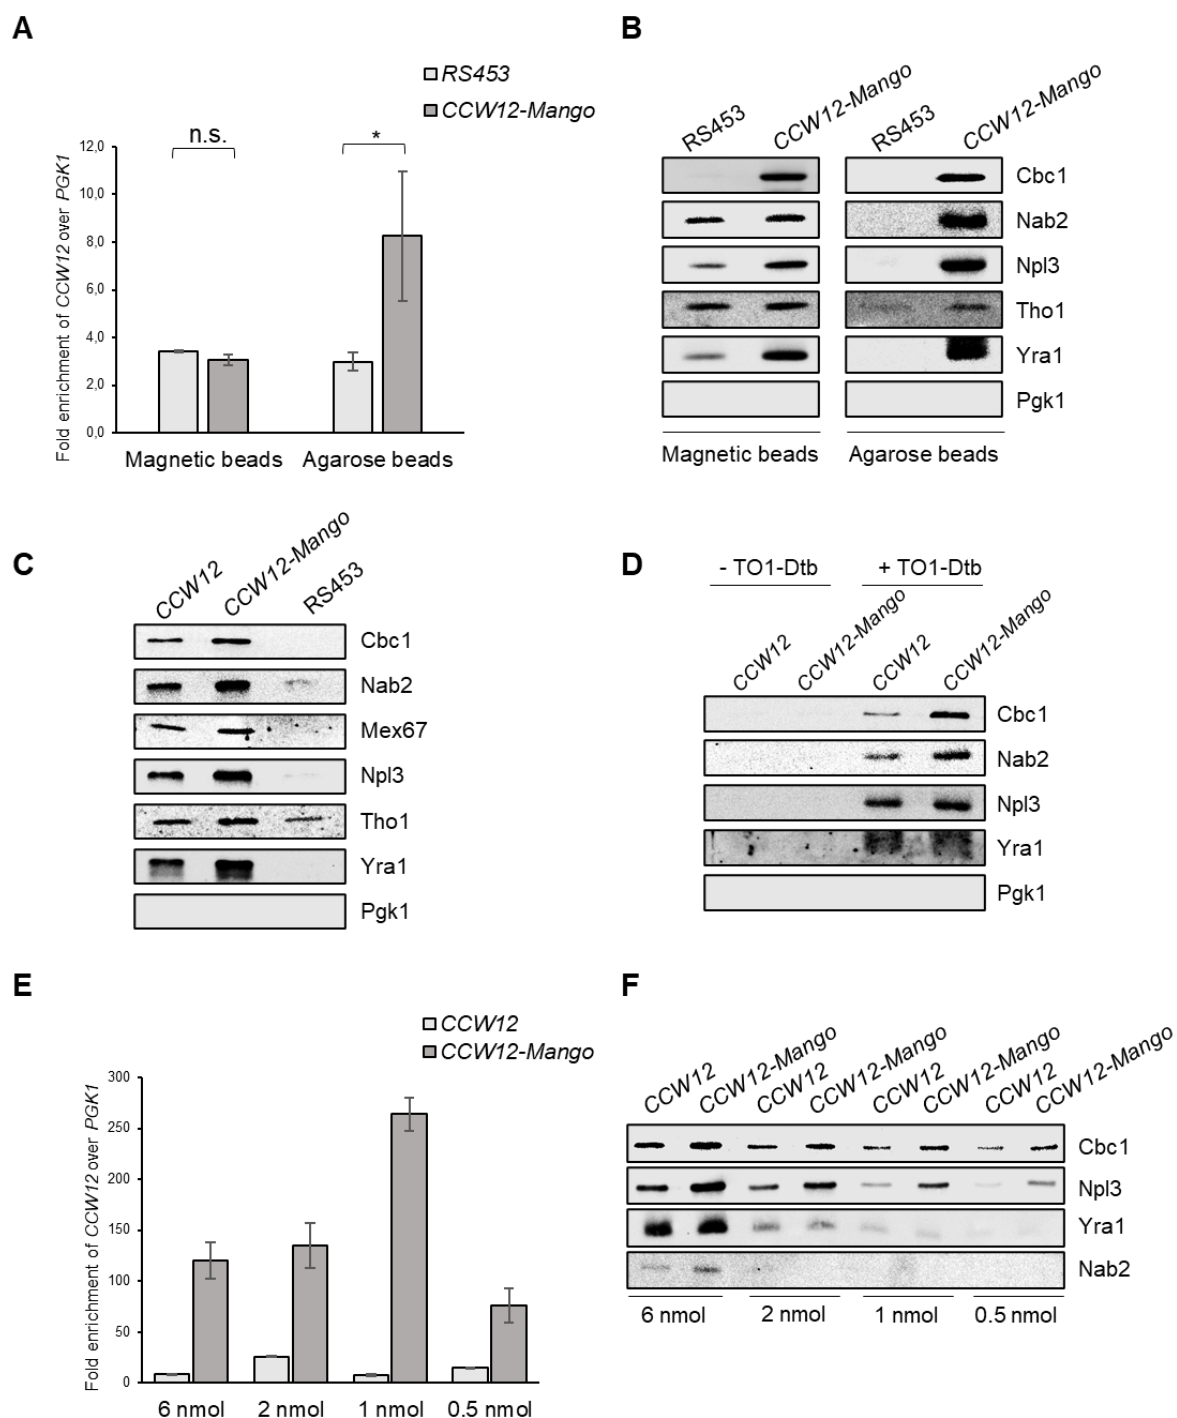 A
RS453
CCW12-Mango
n.s.
*
Fold enrichment of CCW12 over PGK1
12,0
10,0
8,0
6,0
4,0
2,0
0,0
Magnetic beads
Agarose beads
B
RS453
CCW12-Mango
RS453
CCW12-Mango
Cbc1
Nab2
Npl3
Tho1
Yra1
Pgk1
Magnetic beads
Agarose beads
C
CCW12
CCW12-Mango
RS453
Cbc1
Nab2
Mex67
Npl3
Tho1
Yra1
Pgk1
D
- TO1-Dtb
+ TO1-Dtb
CCW12
CCW12-Mango
CCW12
CCW12-Mango
Cbc1
Nab2
Npl3
Yra1
Pgk1
E
CCW12
CCW12-Mango
Fold enrichment of CCW12 over PGK1
300
250
200
150
100
50
0
6 nmol
2 nmol
1 nmol
0.5 nmol
F
CCW12
CCW12-Mango
CCW12
CCW12-Mango
CCW12
CCW12-Mango
CCW12
CCW12-Mango
Cbc1
Npl3
Yra1
Nab2
6 nmol
2 nmol
1 nmol
0.5 nmol